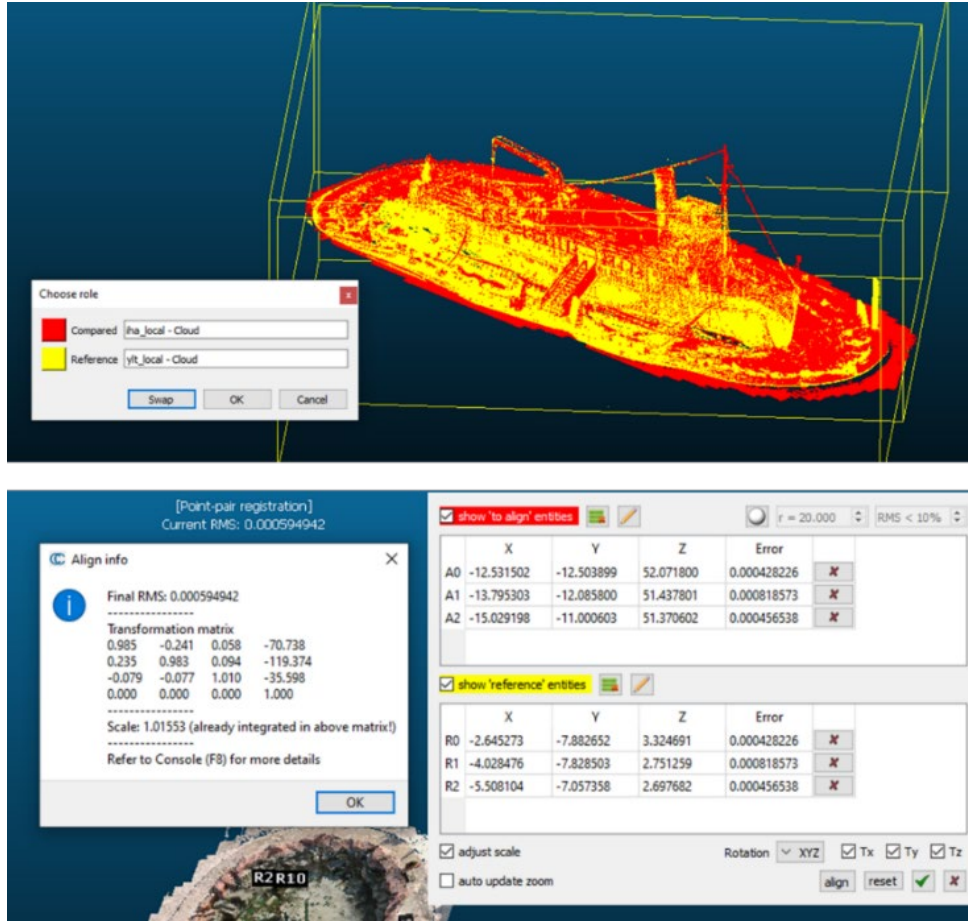 Choose role
x
Compared iha_local - Cloud
Reference ylt_local - Cloud
Swap OK Cancel
[Point-pair registration]
Current RMS: 0.000594942
Align info
Final RMS: 0.000594942
----------------
Transformation matrix
0.985 -0.241 0.058 -70.738
0.235 0.983 0.094 -119.374
-0.079 -0.077 1.010 -35.598
0.000 0.000 0.000 1.000
----------------
Scale: 1.01553 (already integrated in above matrix!)
----------------
Refer to Console (F8) for more details
OK
R2 R1 0
show 'to align' entities r = 20.000 RMS < 10%
X Y Z Error
A0 -12.531502 -12.503899 52.071800 0.000428226
A1 -13.795303 -12.085800 51.437801 0.000818573
A2 -15.029198 -11.000603 51.370602 0.000456538
show 'reference' entities
X Y Z Error
R0 -2.645273 -7.882652 3.324691 0.000428226
R1 -4.028476 -7.828503 2.751259 0.000818573
R2 -5.508104 -7.057358 2.697682 0.000456538
adjust scale Rotation XYZ Tx Ty Tz
auto update zoom align reset